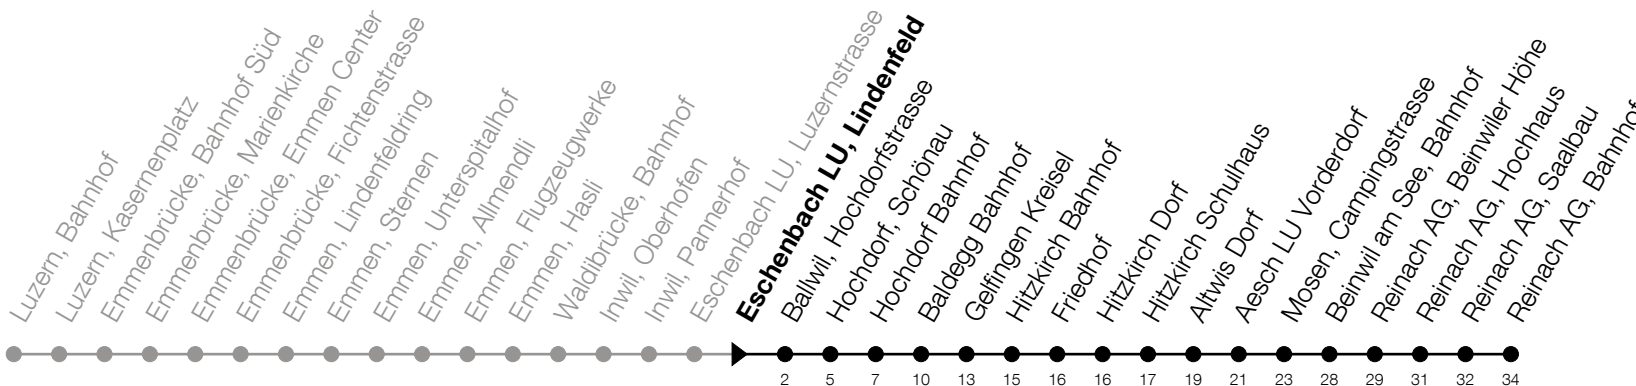 Luzern, Bahnhof
Luzern, Kasernenplatz
Emmenbrücke, Bahnhof Süd
Emmenbrücke, Marienkirche
Emmenbrücke, Emmen Center
Emmenbrücke, Fichtenstrasse
Emmen, Lindenfeldring
Emmen, Sternen
Emmen, Unterspitalhof
Emmen, Allmendli
Emmen, Flugzeugwerke
Emmen, Hasli
Waldibrücke, Bahnhof
Inwil, Oberhofen
Inwil, Pannerhof
Eschenbach LU, Luzernstrasse
Eschenbach LU, Lindenfeld
Ballwil, Hochdorfstrasse
Hochdorf, Schönau
Hochdorf Bahnhof
Baldegg Bahnhof
Gelfingen Kreisel
Hitzkirch Bahnhof
Friedhof
Hitzkirch Dorf
Hitzkirch Schulhaus
Altwis Dorf
Aesch LU Vorderdorf
Mosen, Campingstrasse
Beinwil am See, Bahnhof
Reinach AG, Beinwiler Höhe
Reinach AG, Hochhaus
Reinach AG, Saalbau
Reinach AG, Bahnhof
2 5 7 10 13 15 16 16 17 19 21 23 28 29 31 32 34